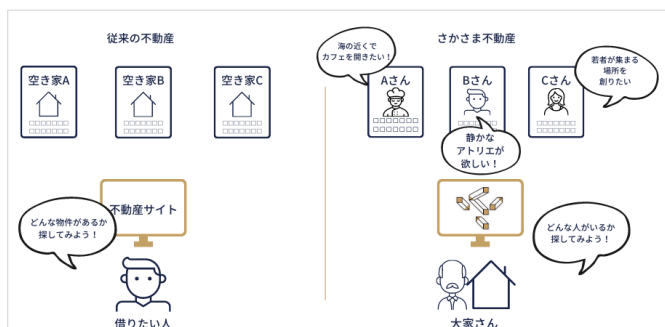 従来の不動産
空き家A
空き家B
空き家C
不動産サイト
どんな物件があるか
探してみよう！
借りたい人
さかさま不動産
海の近くで
カフェを開きたい！
Aさん
Bさん
Cさん
若者が集まる
場所を
創りたい
静かな
アトリエが
欲しい！
どんな人がいるか
探してみよう！
大家さん